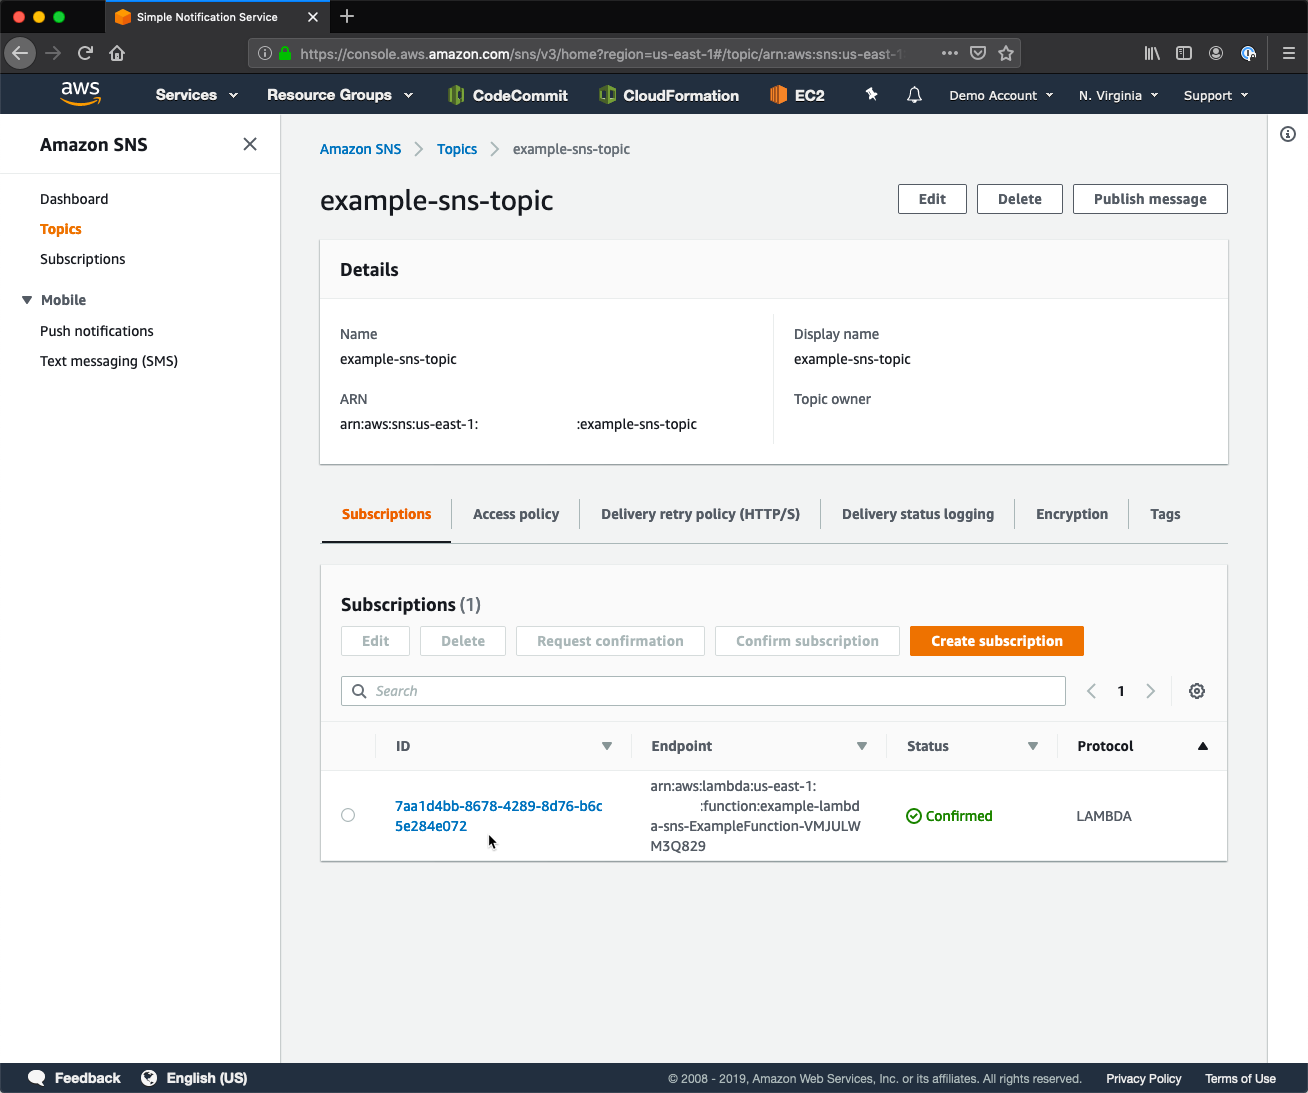 Simple Notification Service
https://console.aws.amazon.com/sns/v3/home?region=us-east-1#/topic/arn:aws:sns:us-east-1
aws
Services
Resource Groups
CodeCommit
CloudFormation
EC2
Demo Account
N. Virginia
Support
Amazon SNS
Dashboard
Topics
Subscriptions
Mobile
Push notifications
Text messaging (SMS)
Amazon SNS
Topics
example-sns-topic
example-sns-topic
Edit
Delete
Publish message
Details
Name
example-sns-topic
ARN
arn:aws:sns:us-east-1: :example-sns-topic
Display name
example-sns-topic
Topic owner
Subscriptions
Access policy
Delivery retry policy (HTTP/S)
Delivery status logging
Encryption
Tags
Subscriptions (1)
Edit
Delete
Request confirmation
Confirm subscription
Create subscription
Search
1
ID
Endpoint
Status
Protocol
7aa1d4bb-8678-4289-8d76-b6c
5e284e072
arn:aws:lambda:us-east-1:
:function:example-lambd
a-sns-ExampleFunction-VMJULW
M3Q829
Confirmed
LAMBDA
Feedback
English (US)
© 2008 - 2019, Amazon Web Services, Inc. or its affiliates. All rights reserved.
Privacy Policy
Terms of Use